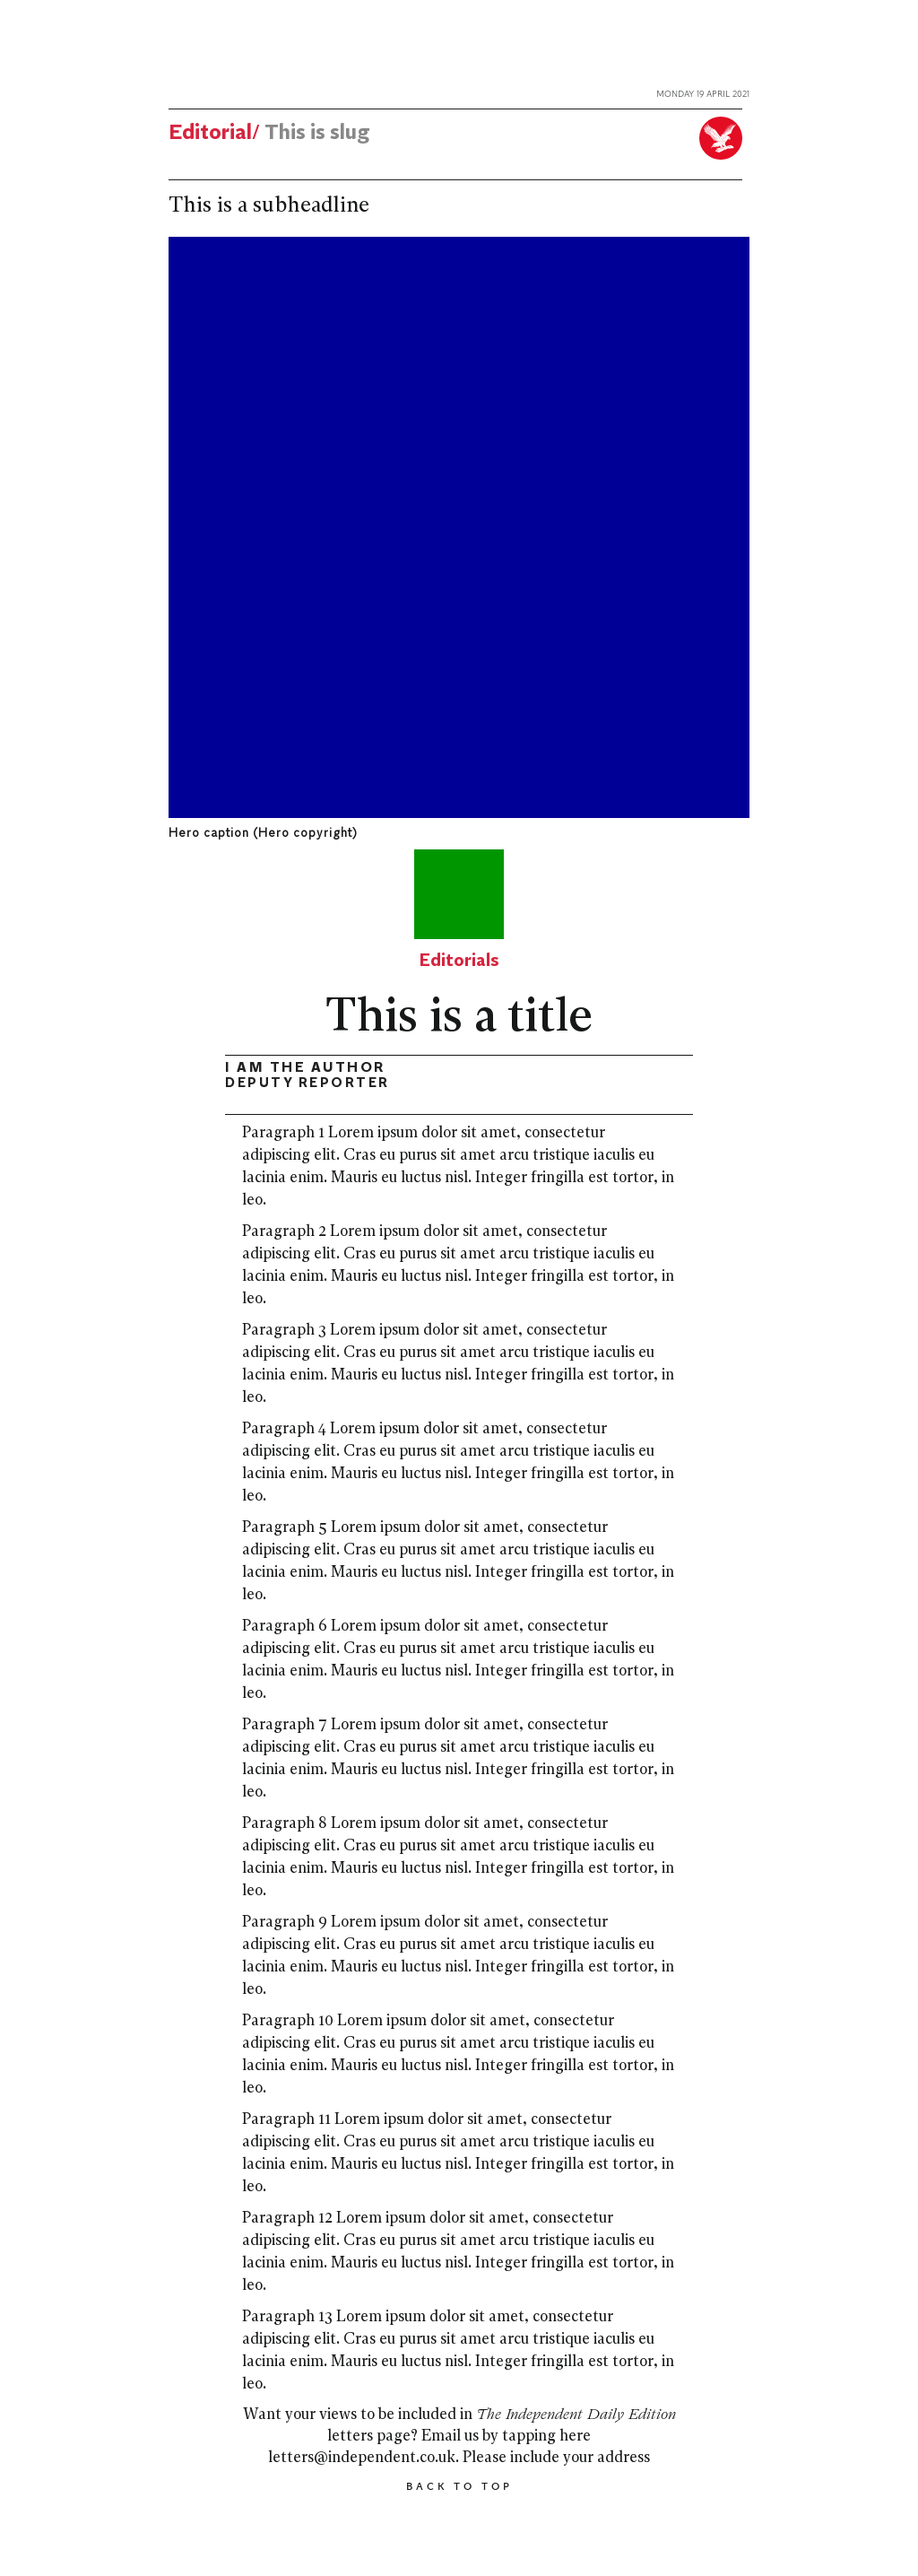 MONDAY 19 APRIL 2021
Editorial/ This is slug
This is a subheadline
Hero caption (Hero copyright)
Editorials
This is a title
I AM THE AUTHOR
DEPUTY REPORTER
Paragraph 1 Lorem ipsum dolor sit amet, consectetur
adipiscing elit. Cras eu purus sit amet arcu tristique iaculis eu
lacinia enim. Mauris eu luctus nisl. Integer fringilla est tortor, in
leo.
Paragraph 2 Lorem ipsum dolor sit amet, consectetur
adipiscing elit. Cras eu purus sit amet arcu tristique iaculis eu
lacinia enim. Mauris eu luctus nisl. Integer fringilla est tortor, in
leo.
Paragraph 3 Lorem ipsum dolor sit amet, consectetur
adipiscing elit. Cras eu purus sit amet arcu tristique iaculis eu
lacinia enim. Mauris eu luctus nisl. Integer fringilla est tortor, in
leo.
Paragraph 4 Lorem ipsum dolor sit amet, consectetur
adipiscing elit. Cras eu purus sit amet arcu tristique iaculis eu
lacinia enim. Mauris eu luctus nisl. Integer fringilla est tortor, in
leo.
Paragraph 5 Lorem ipsum dolor sit amet, consectetur
adipiscing elit. Cras eu purus sit amet arcu tristique iaculis eu
lacinia enim. Mauris eu luctus nisl. Integer fringilla est tortor, in
leo.
Paragraph 6 Lorem ipsum dolor sit amet, consectetur
adipiscing elit. Cras eu purus sit amet arcu tristique iaculis eu
lacinia enim. Mauris eu luctus nisl. Integer fringilla est tortor, in
leo.
Paragraph 7 Lorem ipsum dolor sit amet, consectetur
adipiscing elit. Cras eu purus sit amet arcu tristique iaculis eu
lacinia enim. Mauris eu luctus nisl. Integer fringilla est tortor, in
leo.
Paragraph 8 Lorem ipsum dolor sit amet, consectetur
adipiscing elit. Cras eu purus sit amet arcu tristique iaculis eu
lacinia enim. Mauris eu luctus nisl. Integer fringilla est tortor, in
leo.
Paragraph 9 Lorem ipsum dolor sit amet, consectetur
adipiscing elit. Cras eu purus sit amet arcu tristique iaculis eu
lacinia enim. Mauris eu luctus nisl. Integer fringilla est tortor, in
leo.
Paragraph 10 Lorem ipsum dolor sit amet, consectetur
adipiscing elit. Cras eu purus sit amet arcu tristique iaculis eu
lacinia enim. Mauris eu luctus nisl. Integer fringilla est tortor, in
leo.
Paragraph 11 Lorem ipsum dolor sit amet, consectetur
adipiscing elit. Cras eu purus sit amet arcu tristique iaculis eu
lacinia enim. Mauris eu luctus nisl. Integer fringilla est tortor, in
leo.
Paragraph 12 Lorem ipsum dolor sit amet, consectetur
adipiscing elit. Cras eu purus sit amet arcu tristique iaculis eu
lacinia enim. Mauris eu luctus nisl. Integer fringilla est tortor, in
leo.
Paragraph 13 Lorem ipsum dolor sit amet, consectetur
adipiscing elit. Cras eu purus sit amet arcu tristique iaculis eu
lacinia enim. Mauris eu luctus nisl. Integer fringilla est tortor, in
leo.
Want your views to be included in The Independent Daily Edition
letters page? Email us by tapping here
letters@independent.co.uk. Please include your address
BACK TO TOP